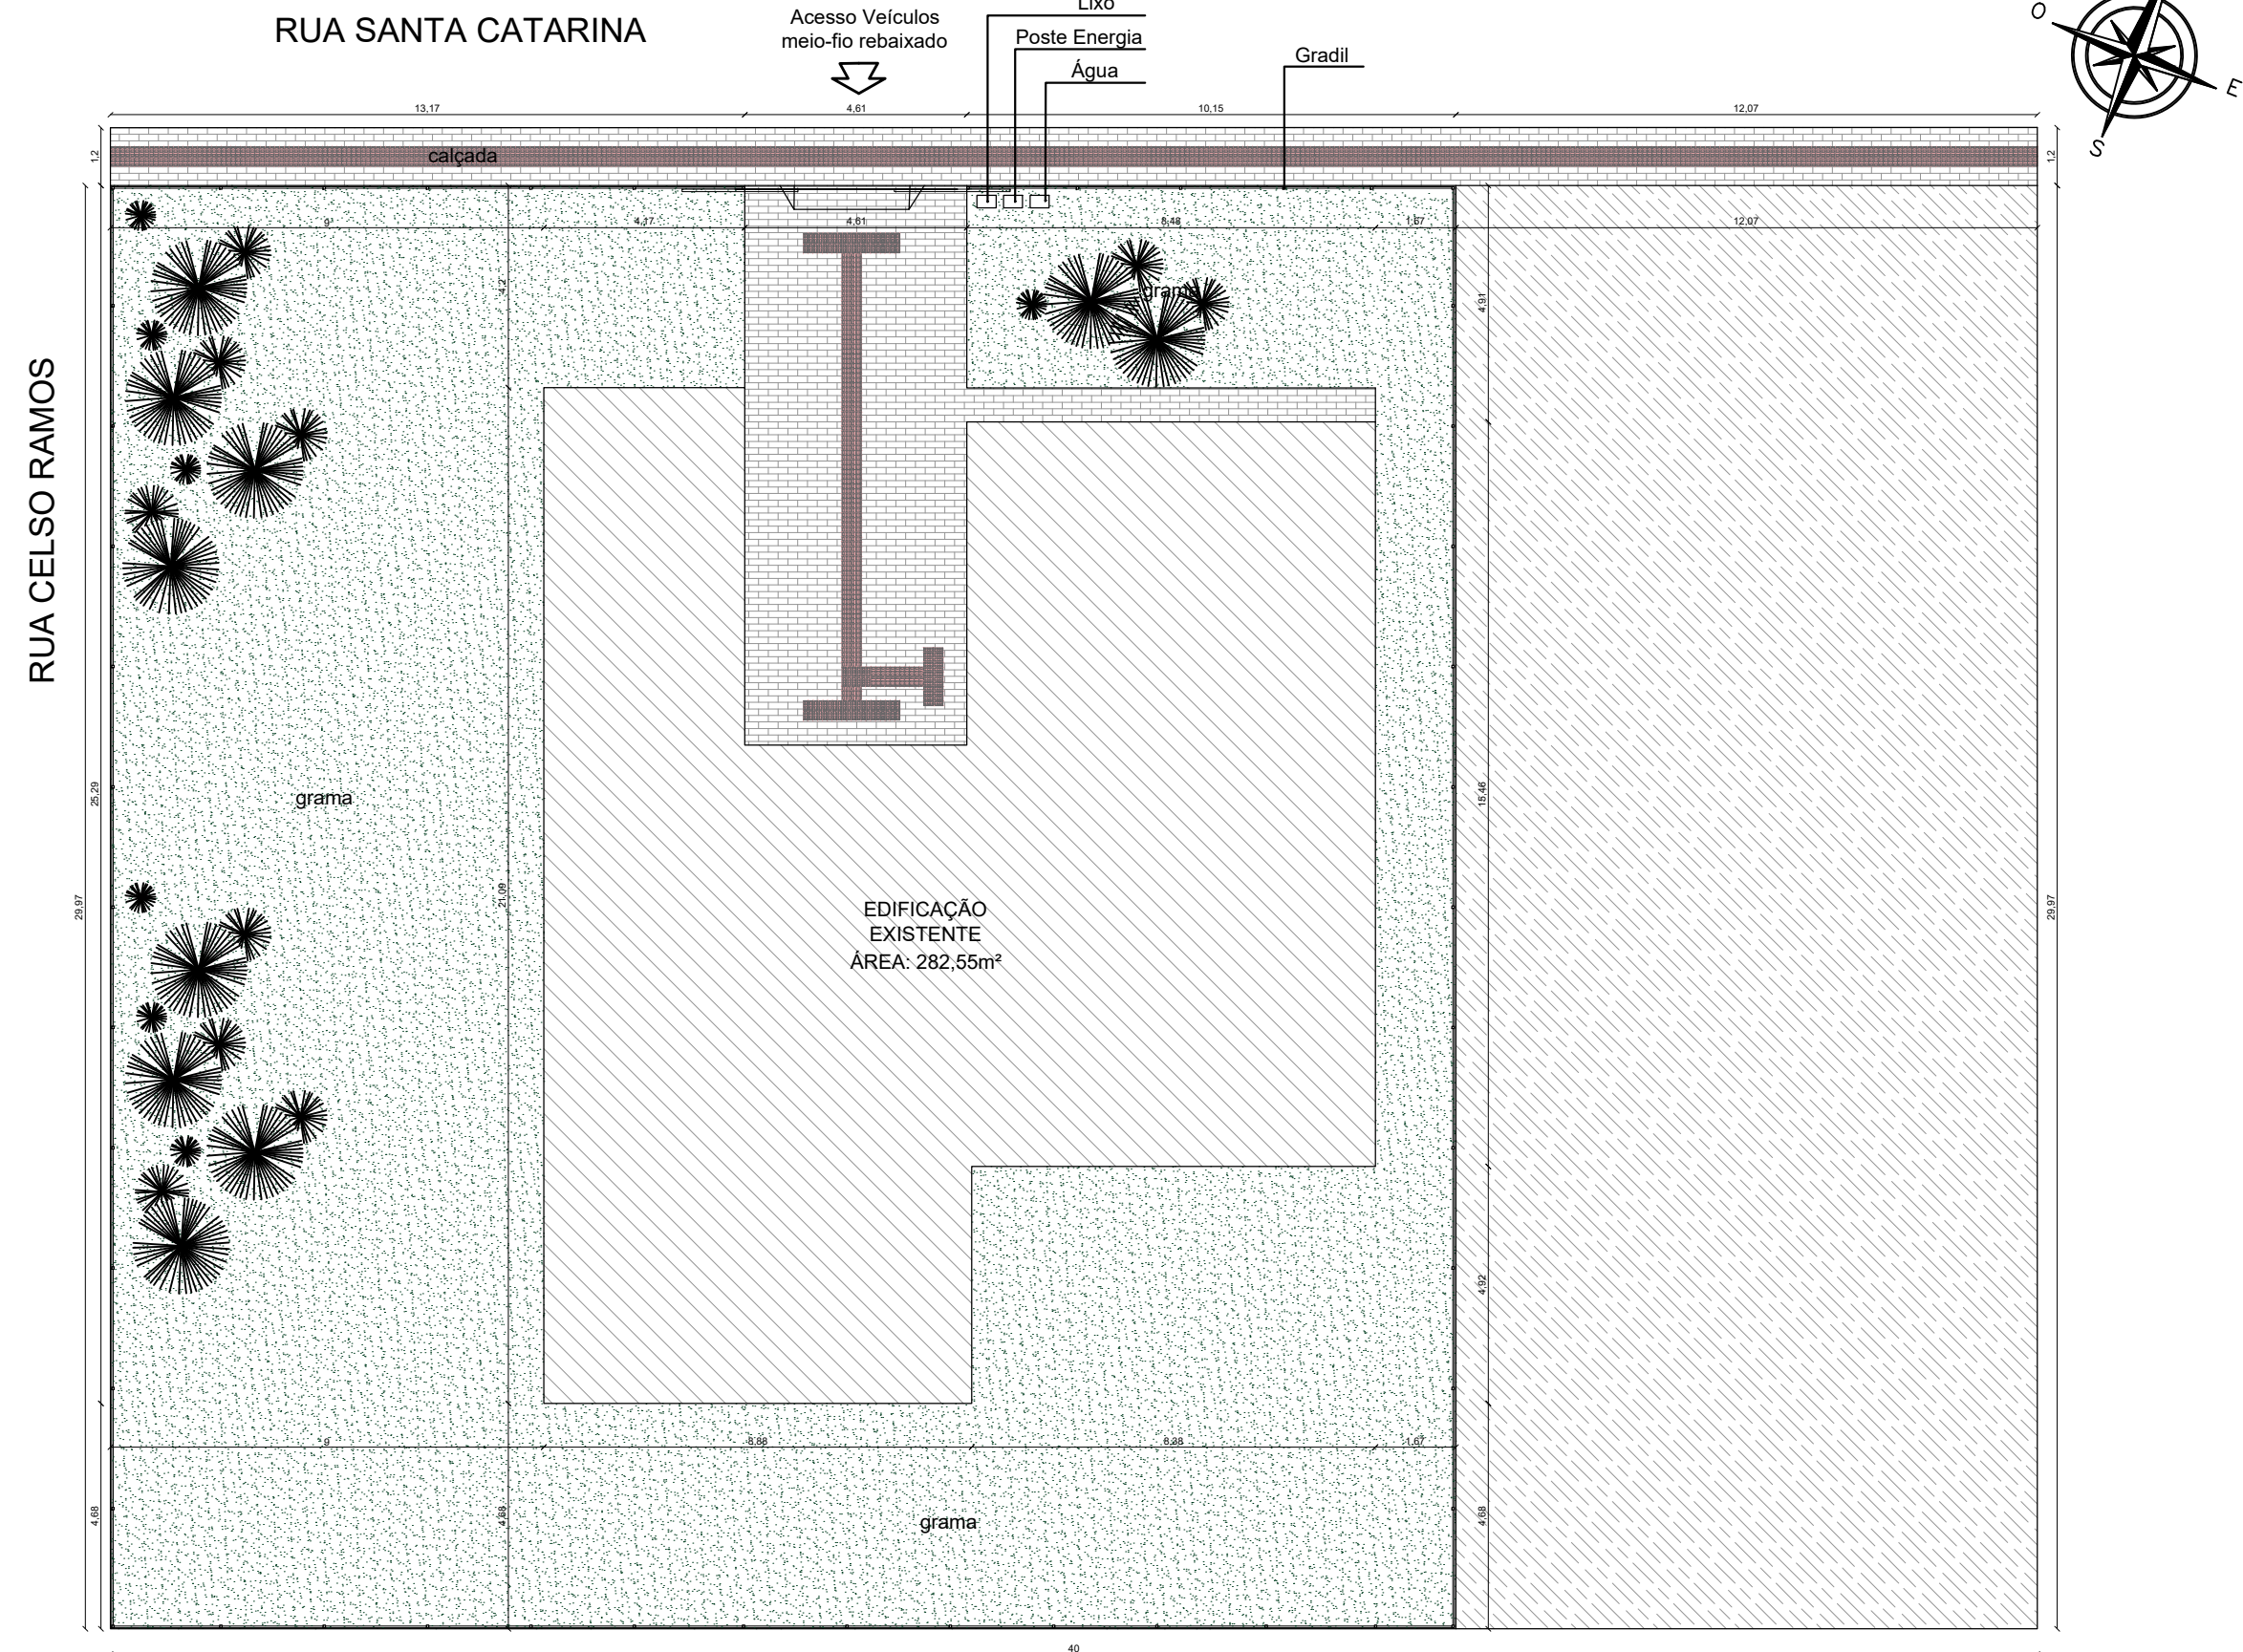 RUA SANTA CATARINA
Acesso Veículos
meio-fio rebaixado
Lixo
Poste Energia
Água
Gradil
O
E
S
13,17
4,61
10,15
12,07
1,2
calçada
1,2
9
4,17
4,61
8,48
1,67
12,07
4,2
grama
4,91
RUA CELSO RAMOS
grama
25,29
15,46
29,97
21,09
29,97
EDIFICAÇÃO
EXISTENTE
ÁREA: 282,55m²
4,92
9
8,88
8,38
1,67
4,68
4,68
grama
4,68
40